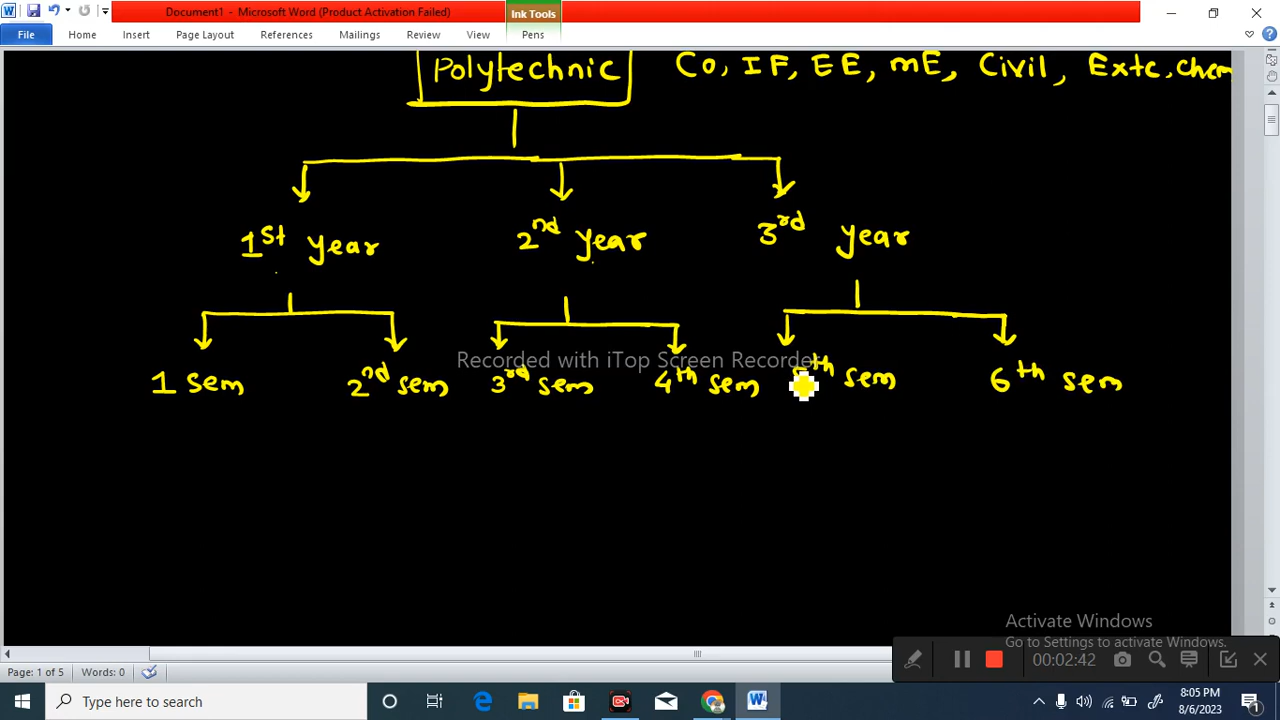 Document1 - Microsoft Word (Product Activation Failed)
Ink Tools
File Home Insert Page Layout References Mailings Review View Pens
Polytechnic Co, IF, EE, mE, Civil, Extc, chem
1st year 2nd year 3rd year
Recorded with iTop Screen Recorder
1 sem 2nd sem 3rd sem 4th sem 5th sem 6th sem
Activate Windows
Go to Settings to activate Windows.
00:02:42
Page: 1 of 5 Words: 0
Type here to search
8:05 PM
8/6/2023
1